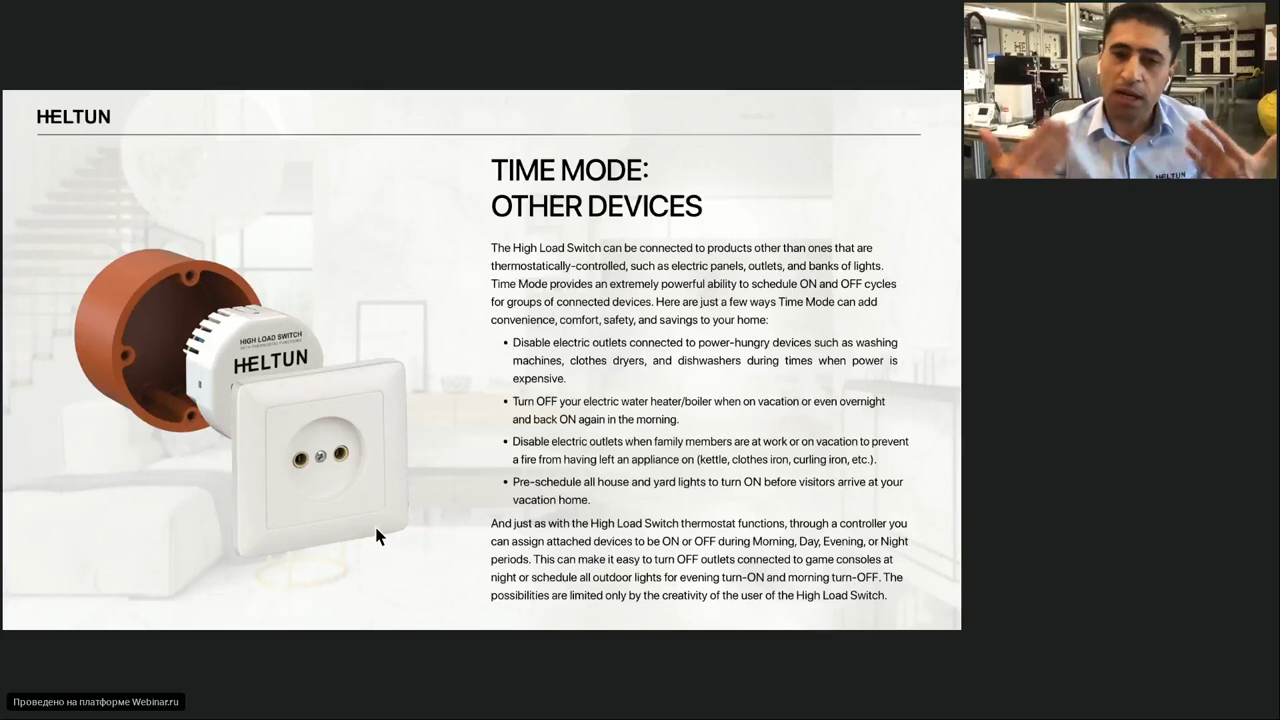 HELTUN
TIME MODE:
OTHER DEVICES
The High Load Switch can be connected to products other than ones that are
thermostatically-controlled, such as electric panels, outlets, and banks of lights.
Time Mode provides an extremely powerful ability to schedule ON and OFF cycles
for groups of connected devices. Here are just a few ways Time Mode can add
convenience, comfort, safety, and savings to your home:
• Disable electric outlets connected to power-hungry devices such as washing
machines, clothes dryers, and dishwashers during times when power is
expensive.
• Turn OFF your electric water heater/boiler when on vacation or even overnight
and back ON again in the morning.
• Disable electric outlets when family members are at work or on vacation to prevent
a fire from having left an appliance on (kettle, clothes iron, curling iron, etc.).
• Pre-schedule all house and yard lights to turn ON before visitors arrive at your
vacation home.
And just as with the High Load Switch thermostat functions, through a controller you
can assign attached devices to be ON or OFF during Morning, Day, Evening, or Night
periods. This can make it easy to turn OFF outlets connected to game consoles at
night or schedule all outdoor lights for evening turn-ON and morning turn-OFF. The
possibilities are limited only by the creativity of the user of the High Load Switch.
HIGH LOAD SWITCH
WITH THERMOSTAT FUNCTIONS
HELTUN
HELTUN
Проведено на платформе Webinar.ru